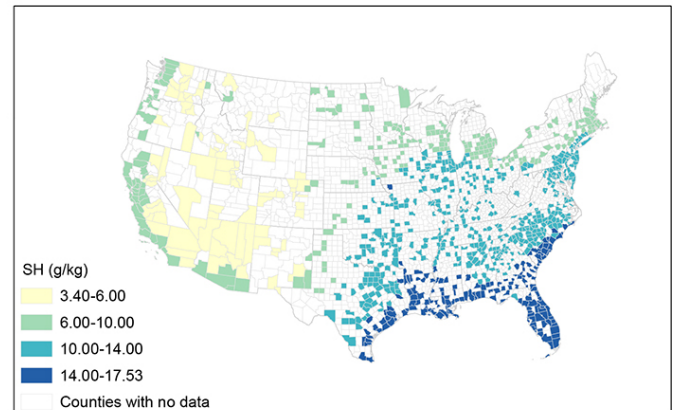 SH (g/kg)
3.40-6.00
6.00-10.00
10.00-14.00
14.00-17.53
Counties with no data